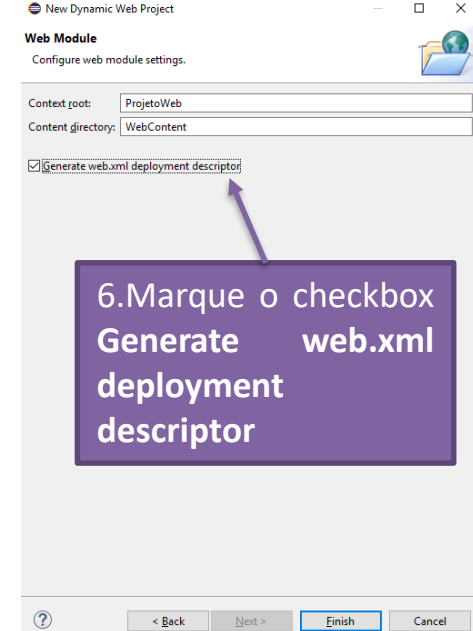 New Dynamic Web Project
Web Module
Configure web module settings.
Context root: ProjetoWeb
Content directory: WebContent
Generate web.xml deployment descriptor
6.Marque o checkbox
Generate web.xml
deployment
descriptor
? < Back Next > Finish Cancel